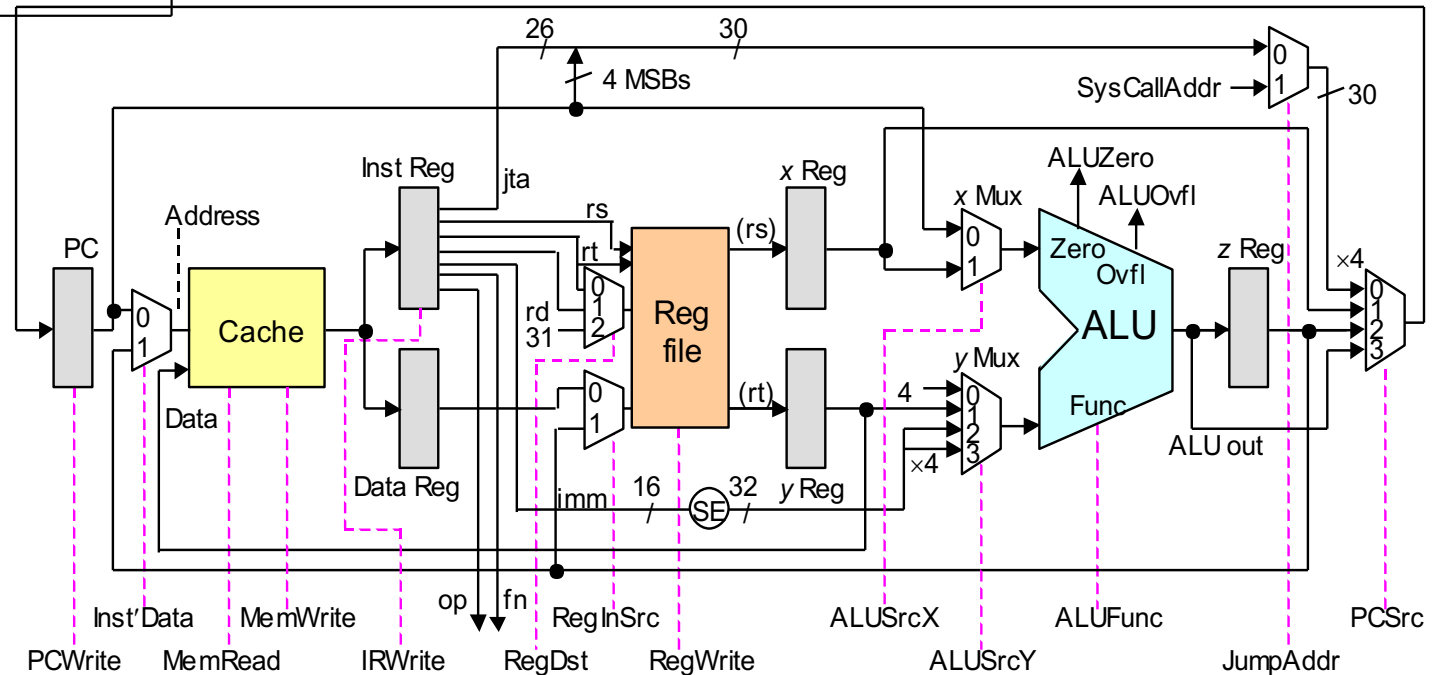 26
30
4 MSBs
0
1
SysCallAddr
30
Inst Reg
jta
x Reg
ALUZero
ALUOvfl
x Mux
Address
rs
(rs)
PC
rt
0
1
Zero
Ovfl
z Reg
×4
0
1
Cache
0
1
2
rd
31
Reg
file
ALU
0
1
2
3
y Mux
Data
0
1
(rt)
4
0
1
2
3
×4
Func
ALU out
Data Reg
imm
16
SE
32
y Reg
op
fn
Inst′Data
MemWrite
RegInSrc
ALUSrcX
ALUFunc
PCSrc
PCWrite
MemRead
IRWrite
RegDst
RegWrite
ALUSrcY
JumpAddr